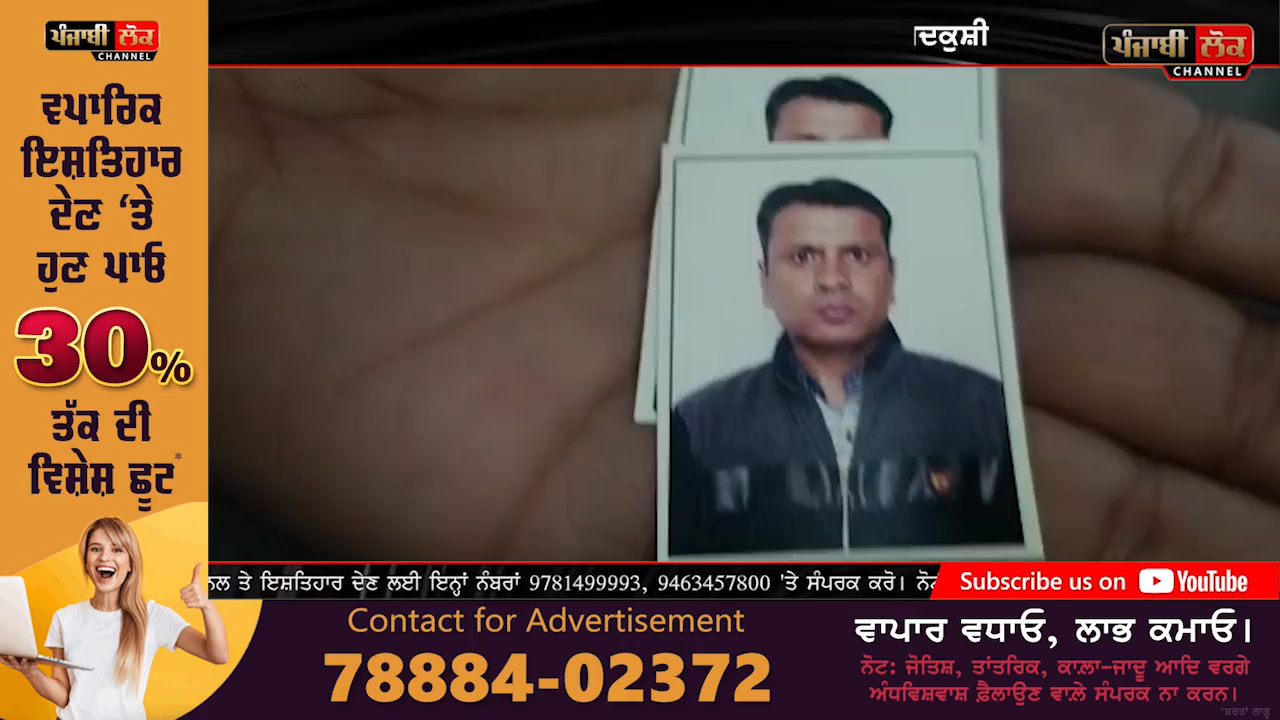 ਪੰਜਾਬੀ ਲੋਕ
CHANNEL
ਵਪਾਰਿਕ
ਇਸ਼ਤਿਹਾਰ
ਦੇਣ ‘ਤੇ
ਹੁਣ ਪਾਓ
30%
ਤੱਕ ਦੀ
ਵਿਸ਼ੇਸ਼ ਛੂਟ*
ਦਕੁਸ਼ੀ
ਪੰਜਾਬੀ ਲੋਕ
CHANNEL
ਤੇ ਇਸ਼ਤਿਹਾਰ ਦੇਣ ਲਈ ਇਨ੍ਹਾਂ ਨੰਬਰਾਂ 9781499993, 9463457800 'ਤੇ ਸੰਪਰਕ ਕਰੋ।
Subscribe us on YouTube
Contact for Advertisement
78884-02372
ਵਾਪਾਰ ਵਧਾਓ, ਲਾਭ ਕਮਾਓ।
ਨੋਟ: ਜੋਤਿਸ਼, ਤਾਂਤਰਿਕ, ਕਾਲਾ-ਜਾਦੂ ਆਦਿ ਵਰਗੇ
ਅੰਧਵਿਸ਼ਵਾਸ਼ ਫ਼ੈਲਾਉਣ ਵਾਲੇ ਸੰਪਰਕ ਨਾ ਕਰਨ।
*ਸ਼ਰਤਾਂ ਲਾਗੂ